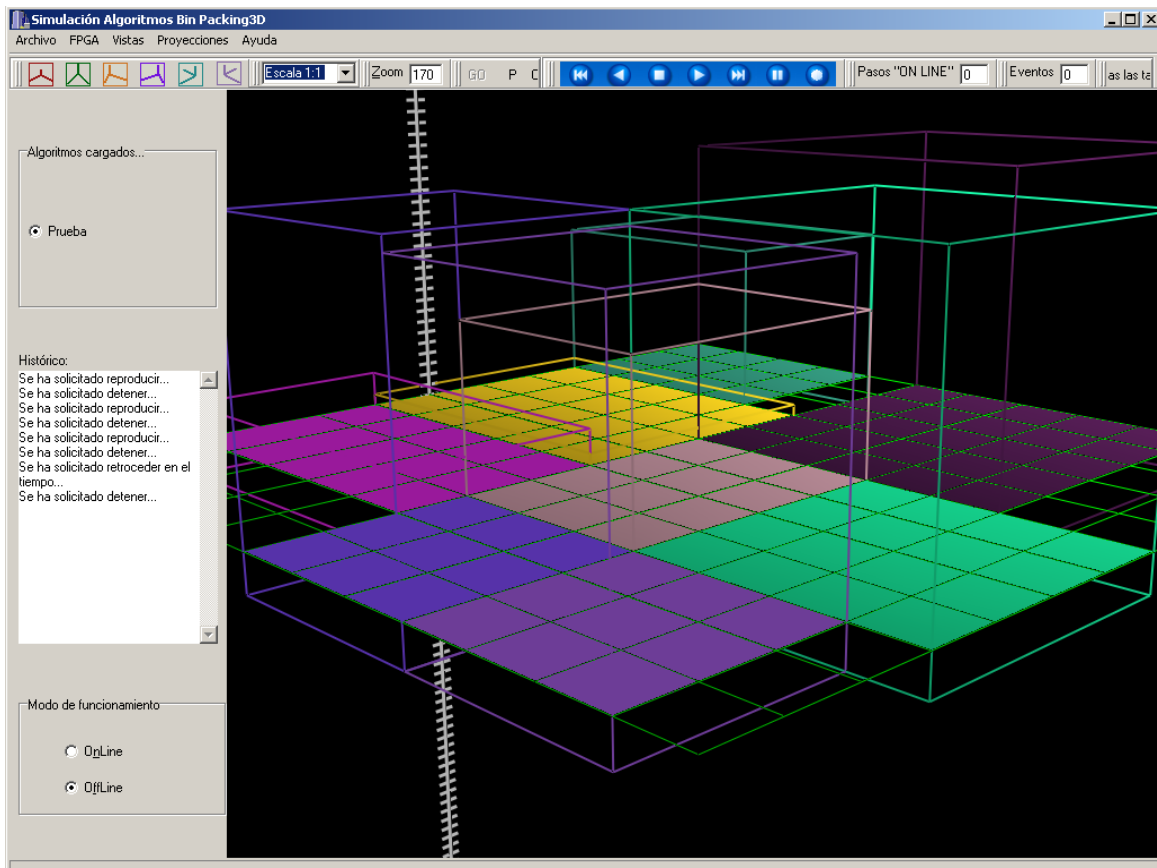 Simulación Algoritmos Bin Packing3D
Archivo FPGA Vistas Proyecciones Ayuda
Escala 1:1 Zoom 170 GO P Pasos "ON LINE" 0 Eventos 0 as las ta
Algoritmos cargados...
Prueba
Histórico:
Se ha solicitado reproducir...
Se ha solicitado detener...
Se ha solicitado reproducir...
Se ha solicitado detener...
Se ha solicitado reproducir...
Se ha solicitado detener...
Se ha solicitado retroceder en el
tiempo...
Se ha solicitado detener...
Modo de funcionamiento
OnLine
OffLine